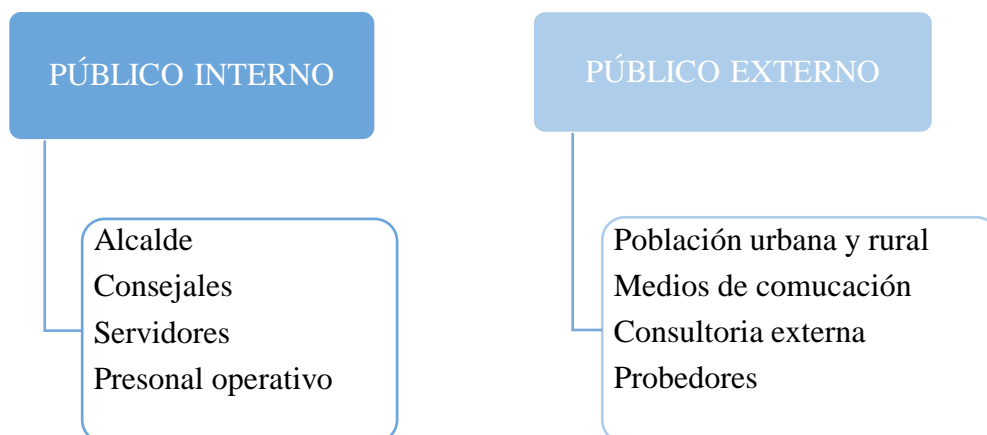 PÚBLICO INTERNO
Alcalde
Consejales
Servidores
Presonal operativo
PÚBLICO EXTERNO
Población urbana y rural
Medios de comucación
Consultoria externa
Probedores